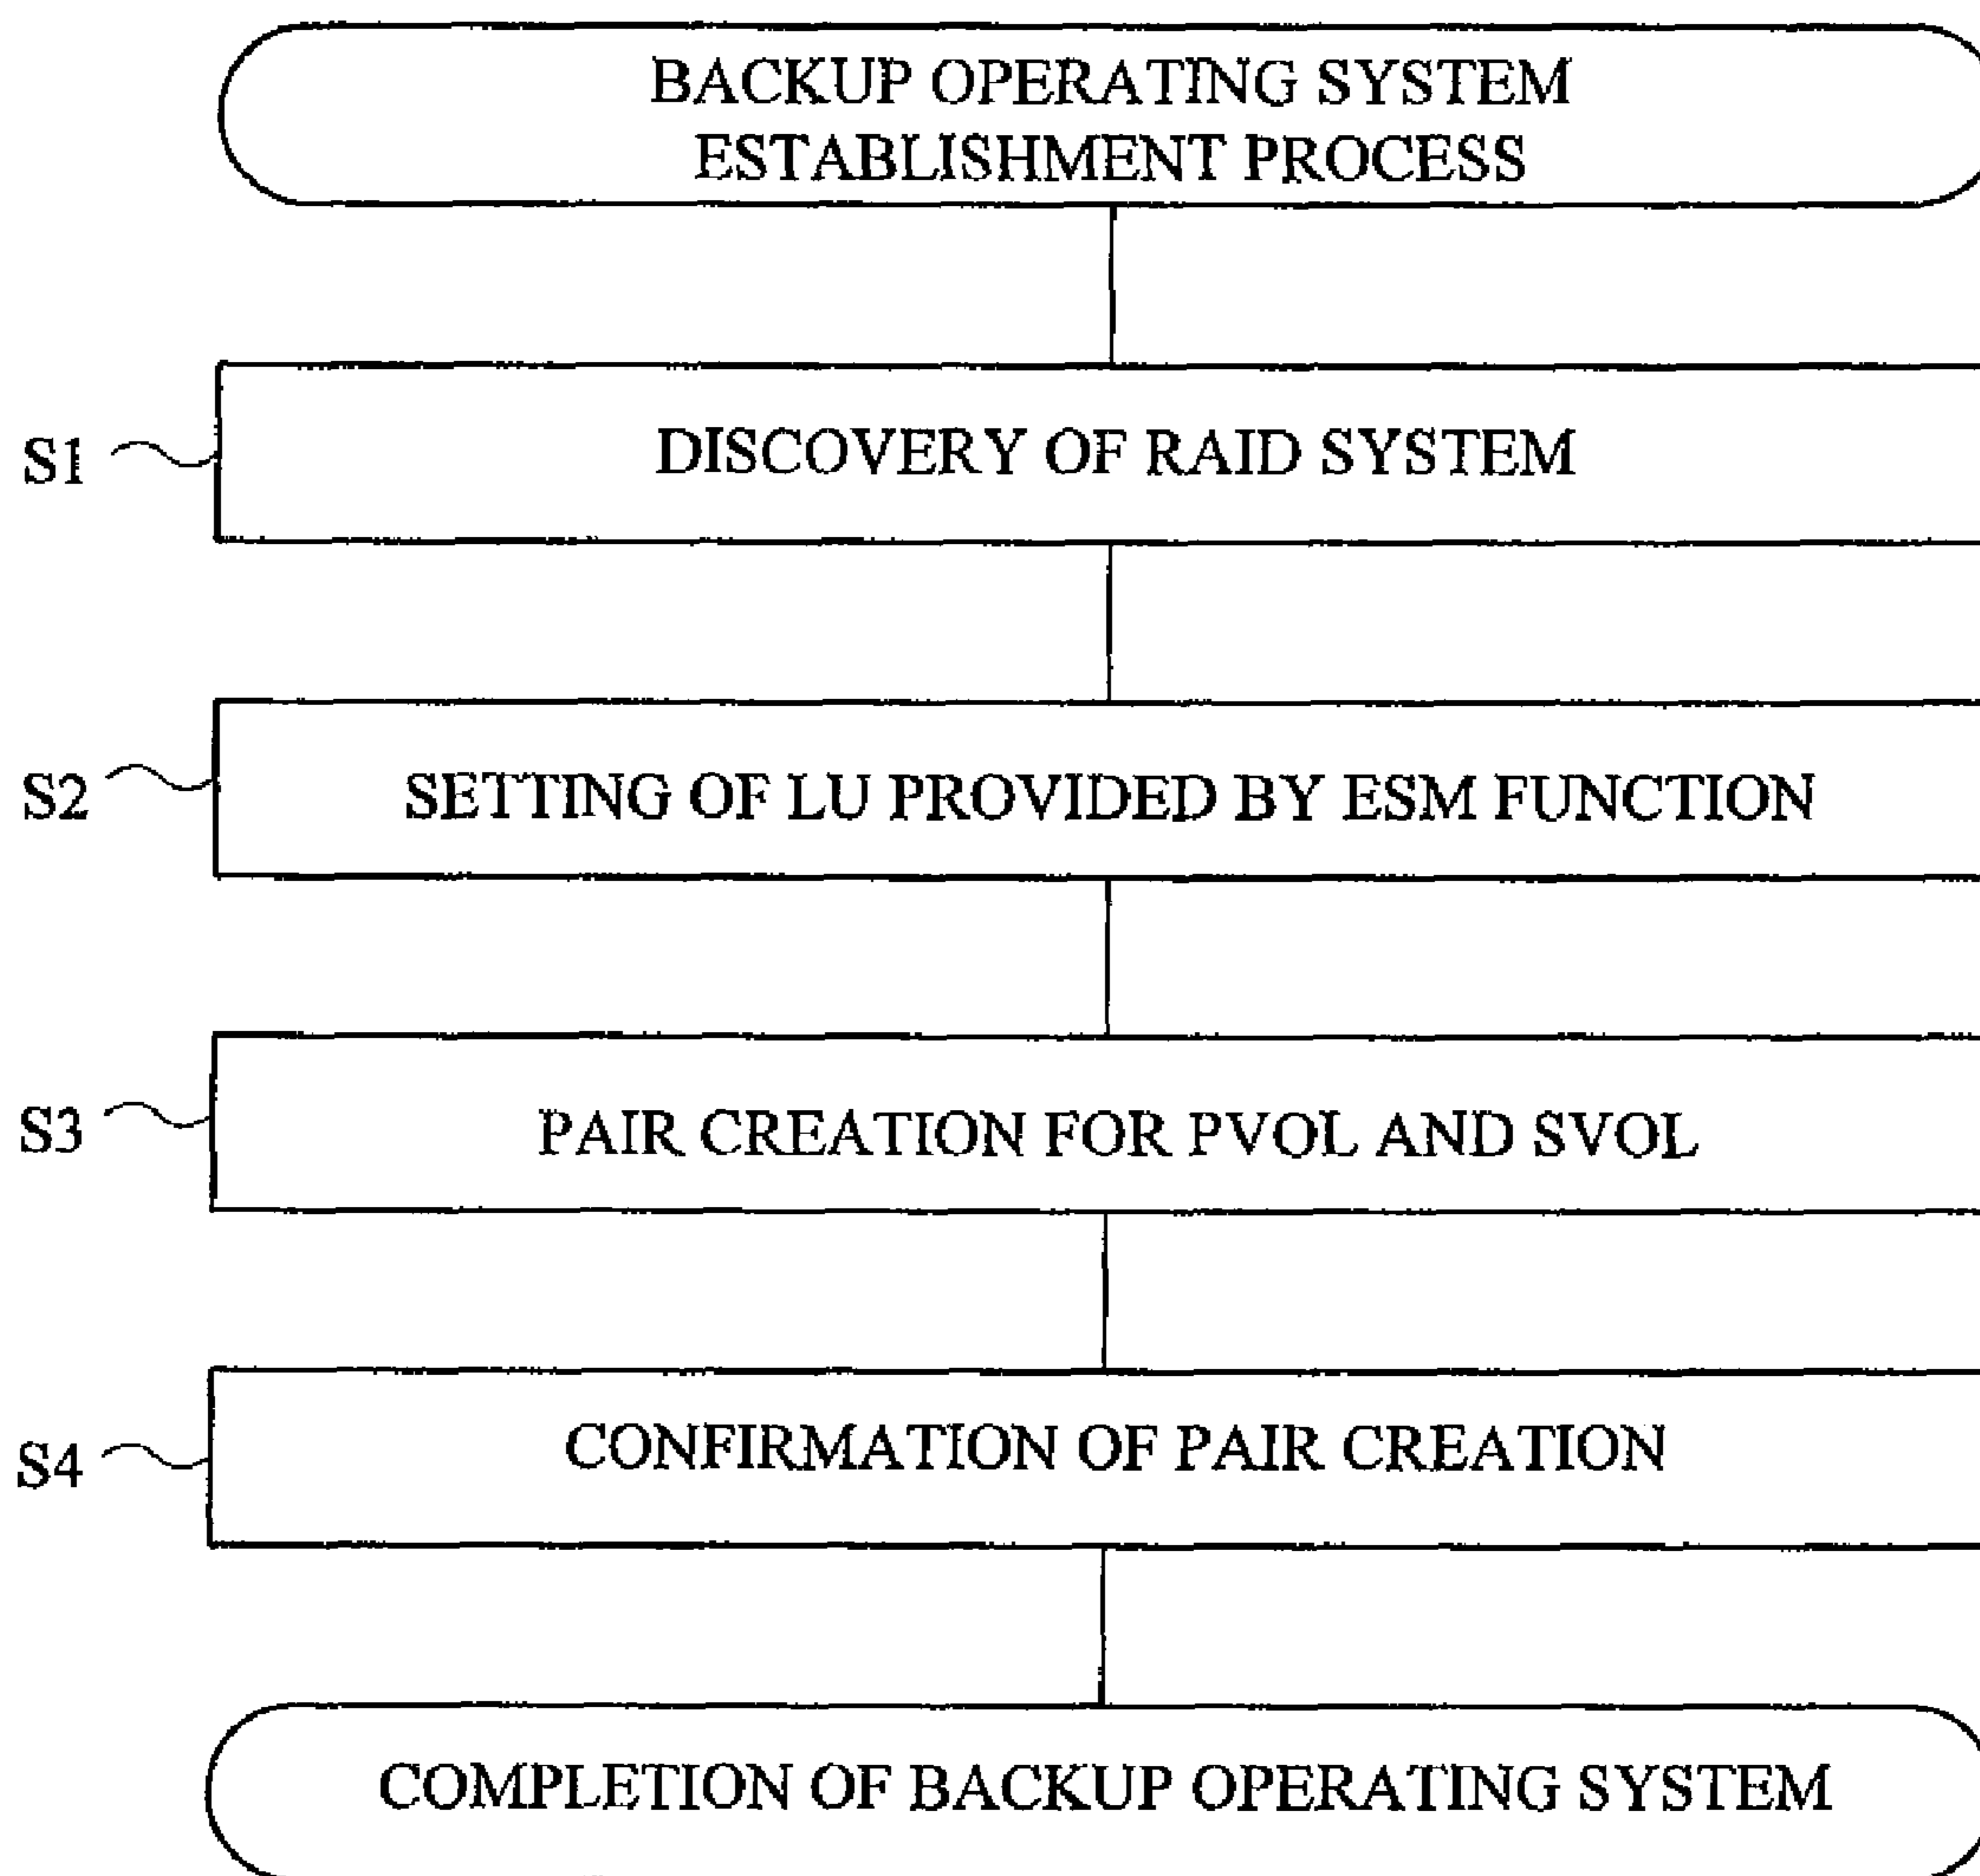 BACKUP OPERATING SYSTEM
ESTABLISHMENT PROCESS
S1
DISCOVERY OF RAID SYSTEM
S2
SETTING OF LU PROVIDED BY ESM FUNCTION
S3
PAIR CREATION FOR PVOL AND SVOL
S4
CONFIRMATION OF PAIR CREATION
COMPLETION OF BACKUP OPERATING SYSTEM